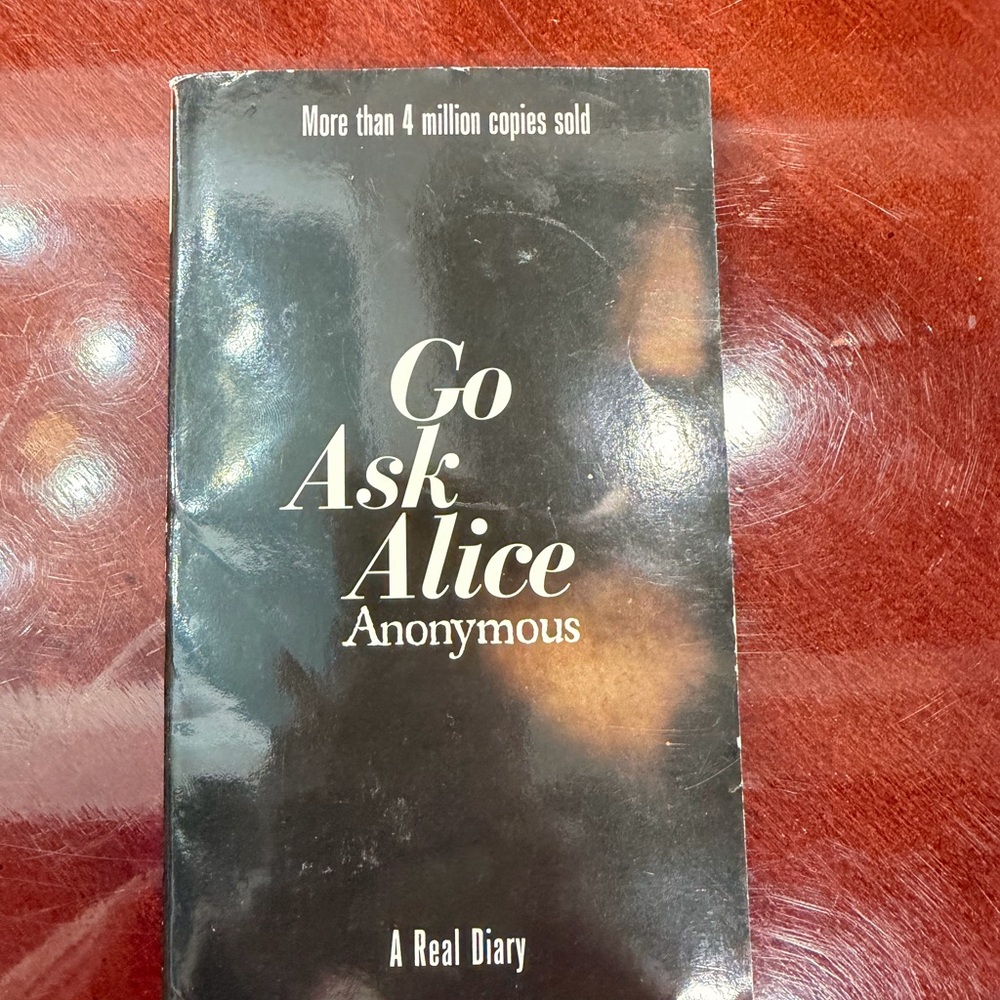 More than 4 million copies sold
Go
Ask
Alice
Anonymous
A Real Diary